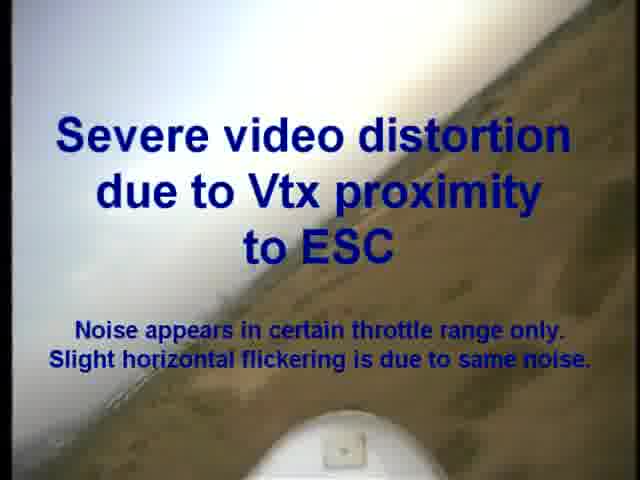 Severe video distortion
due to Vtx proximity
to ESC
Noise appears in certain throttle range only.
Slight horizontal flickering is due to same noise.